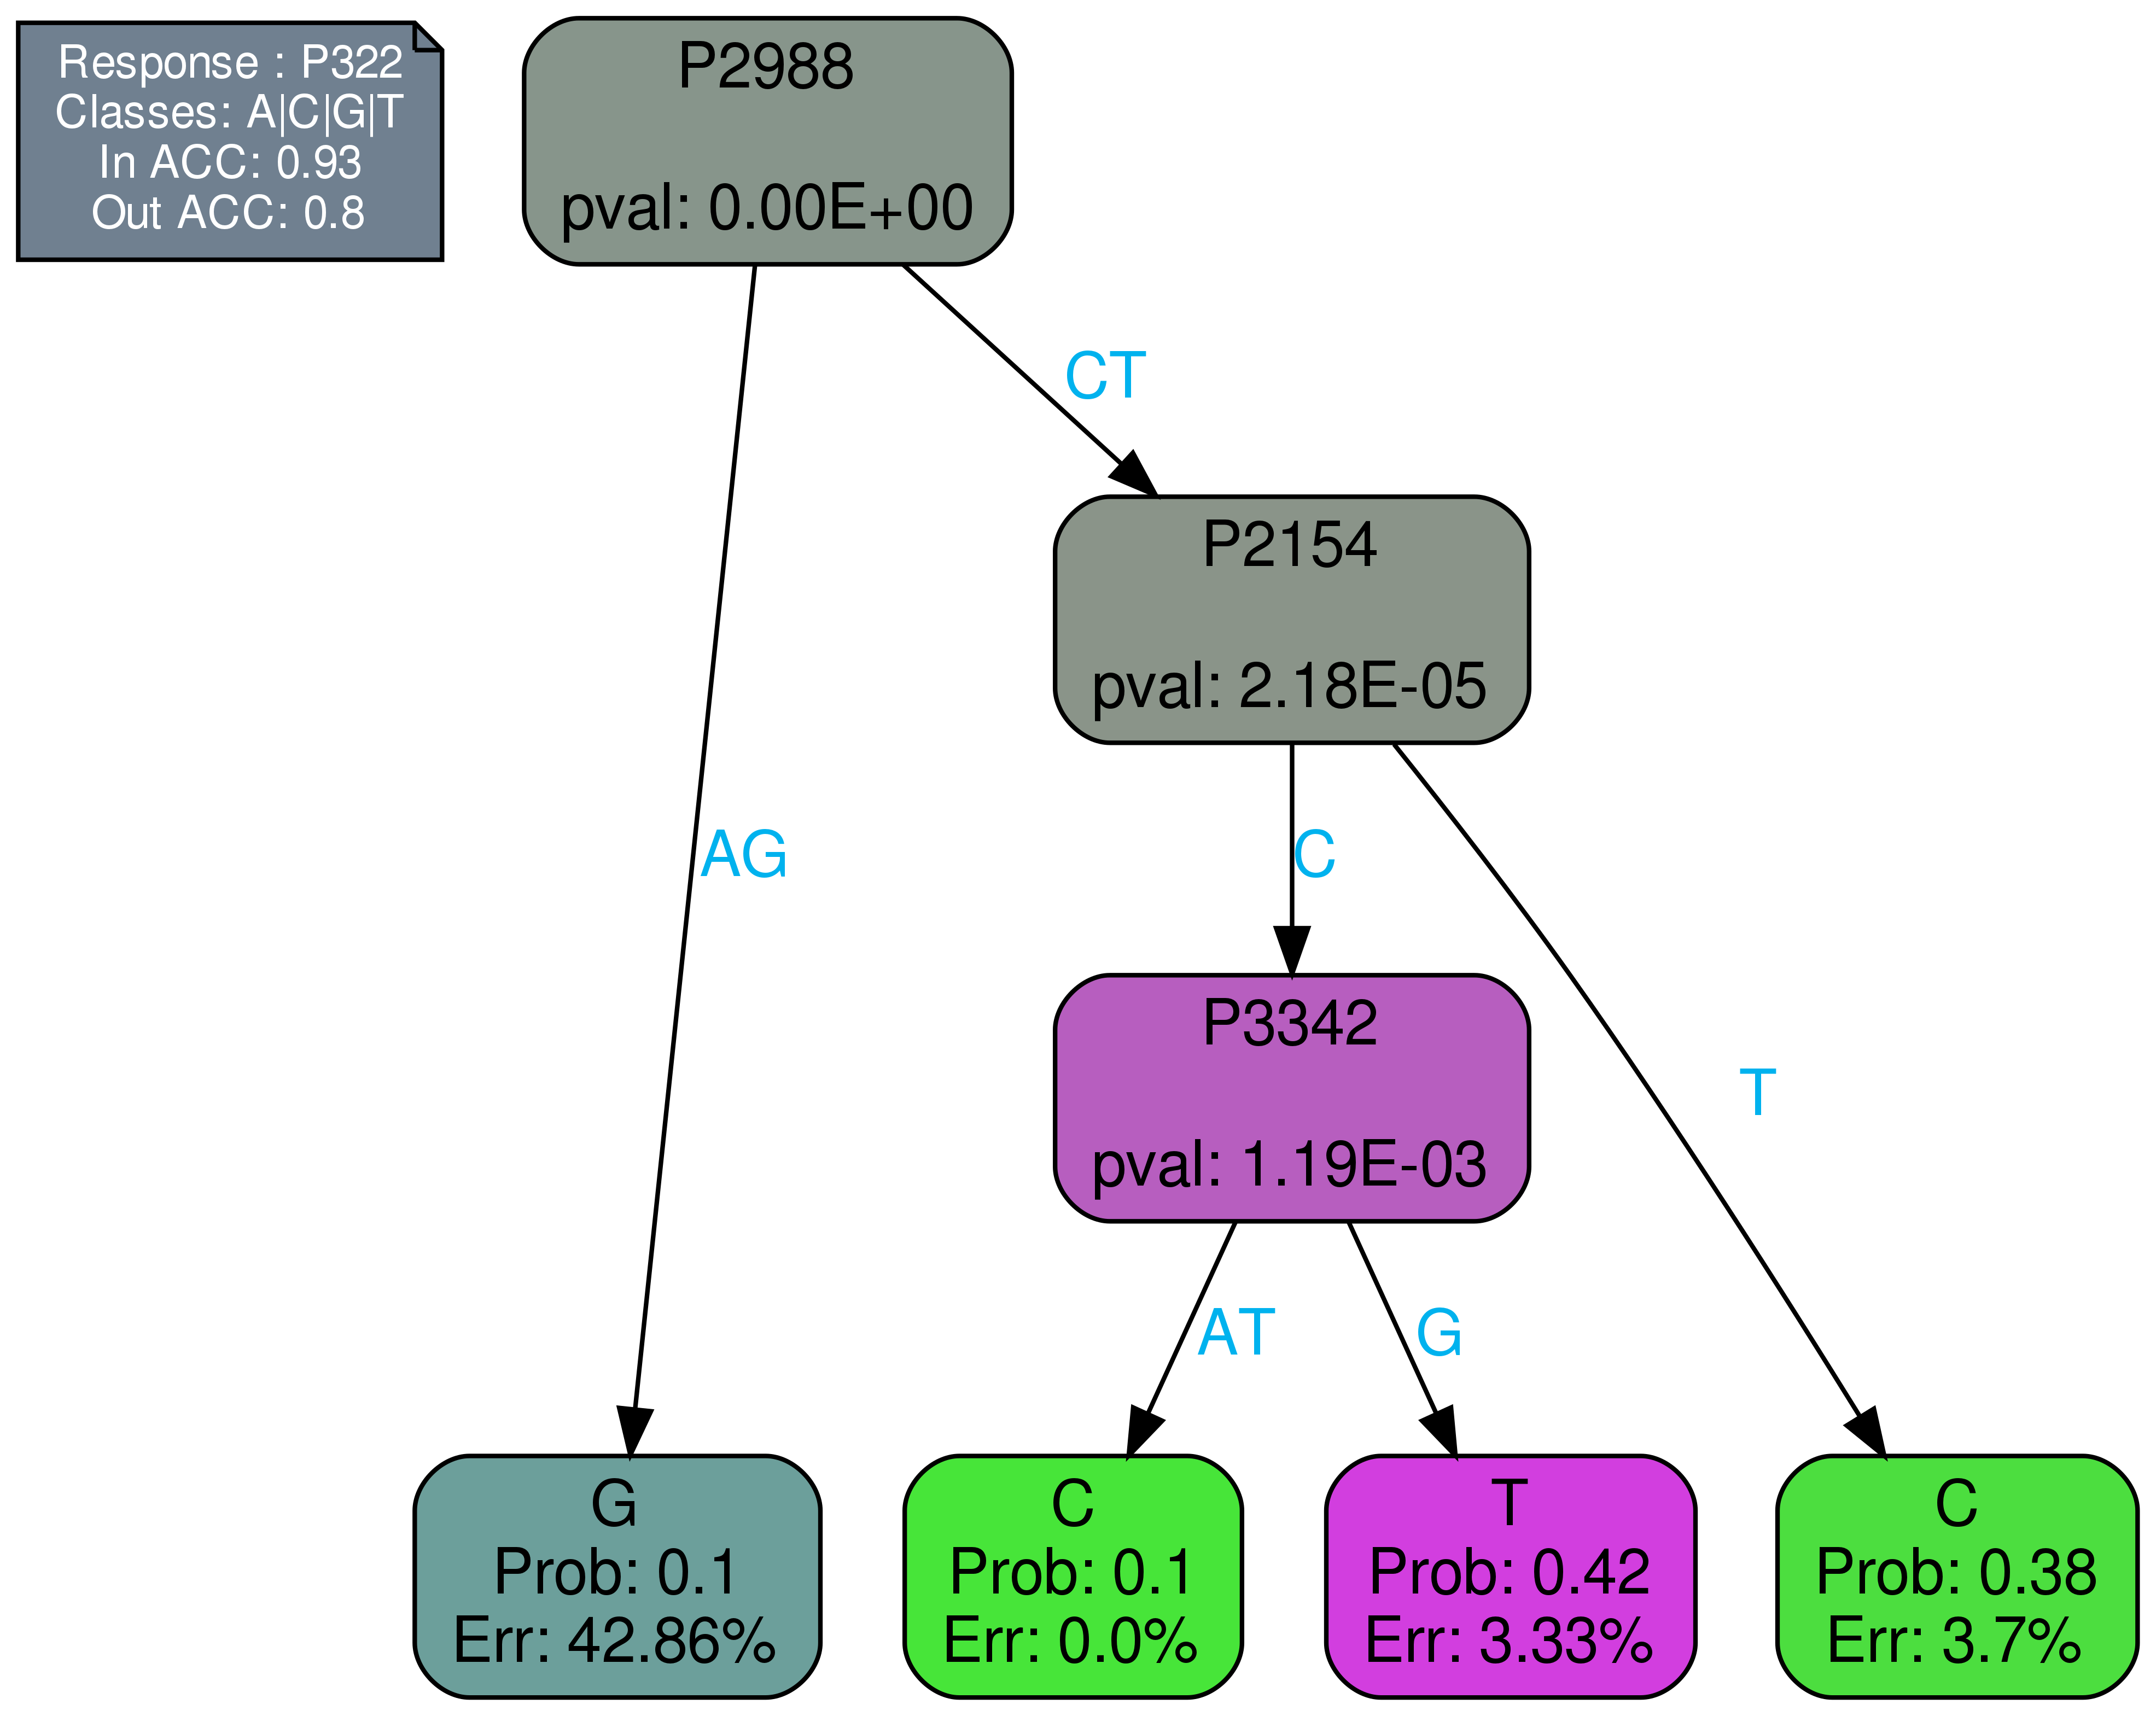 Response : P322
Classes: A|C|G|T
In ACC: 0.93
Out ACC: 0.8
P2988
pval: 0.00E+00
CT
P2154
pval: 2.18E-05
AG
C
P3342
pval: 1.19E-03
T
AT
G
G
Prob: 0.1
Err: 42.86%
C
Prob: 0.1
Err: 0.0%
T
Prob: 0.42
Err: 3.33%
C
Prob: 0.38
Err: 3.7%